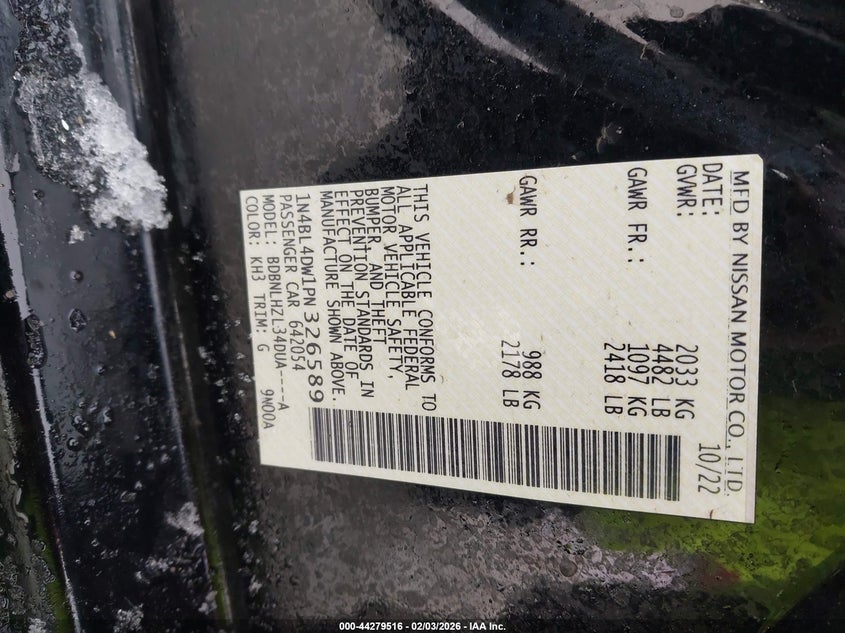 MFD BY NISSAN MOTOR CO., LTD.
DATE: 10/22
GVWR: 2033 KG
4482 LB
GAWR FR.: 1097 KG
2418 LB
GAWR RR.: 988 KG
2178 LB
THIS VEHICLE CONFORMS TO
ALL APPLICABLE FEDERAL
MOTOR VEHICLE SAFETY,
BUMPER, AND THEFT
PREVENTION STANDARDS IN
EFFECT ON THE DATE OF
MANUFACTURE SHOWN ABOVE.
1N4BL4DW1PN326589
PASSENGER CAR 642054
MODEL: BDBNLHZL34DUA----A
COLOR: KH3 TRIM: G 9W00A
000-44279516 - 02/03/2026 - IAA Inc.